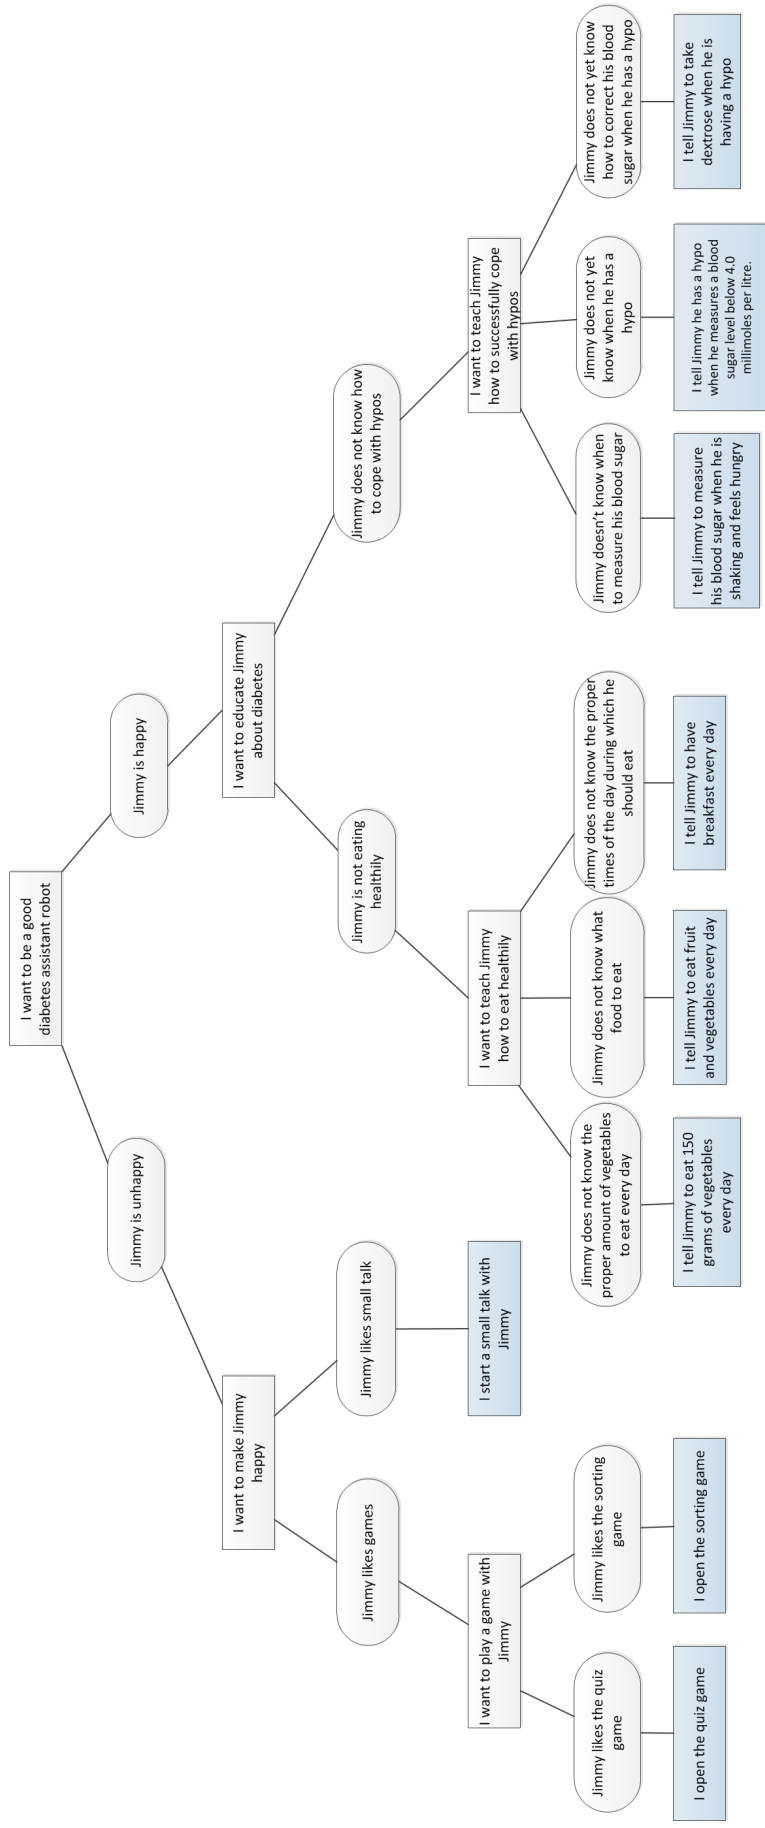 I want to be a good
diabetes assistant robot
Jimmy is unhappy
Jimmy is happy
I want to make Jimmy
happy
I want to educate Jimmy
about diabetes
Jimmy likes games
Jimmy likes small talk
Jimmy is not eating
healthily
Jimmy does not know how
to cope with hypos
I want to play a game with
Jimmy
I start a small talk with
Jimmy
I want to teach Jimmy
how to eat healthily
I want to teach Jimmy
how to successfully cope
with hypos
Jimmy likes the quiz
game
Jimmy likes the sorting
game
Jimmy does not know the
proper amount of vegetables
to eat every day
Jimmy does not know what
food to eat
Jimmy does not know the proper
times of the day during which he
should eat
Jimmy doesn't know when
to measure his blood sugar
Jimmy does not yet
know when he has a
hypo
Jimmy does not yet know
how to correct his blood
sugar when he has a hypo
I open the quiz game
I open the sorting game
I tell Jimmy to eat 150
grams of vegetables
every day
I tell Jimmy to eat fruit
and vegetables every day
I tell Jimmy to have
breakfast every day
I tell Jimmy to measure
his blood sugar when he is
shaking and feels hungry
I tell Jimmy he has a hypo
when he measures a blood
sugar level below 4.0
millimoles per litre.
I tell Jimmy to take
dextrose when he is
having a hypo